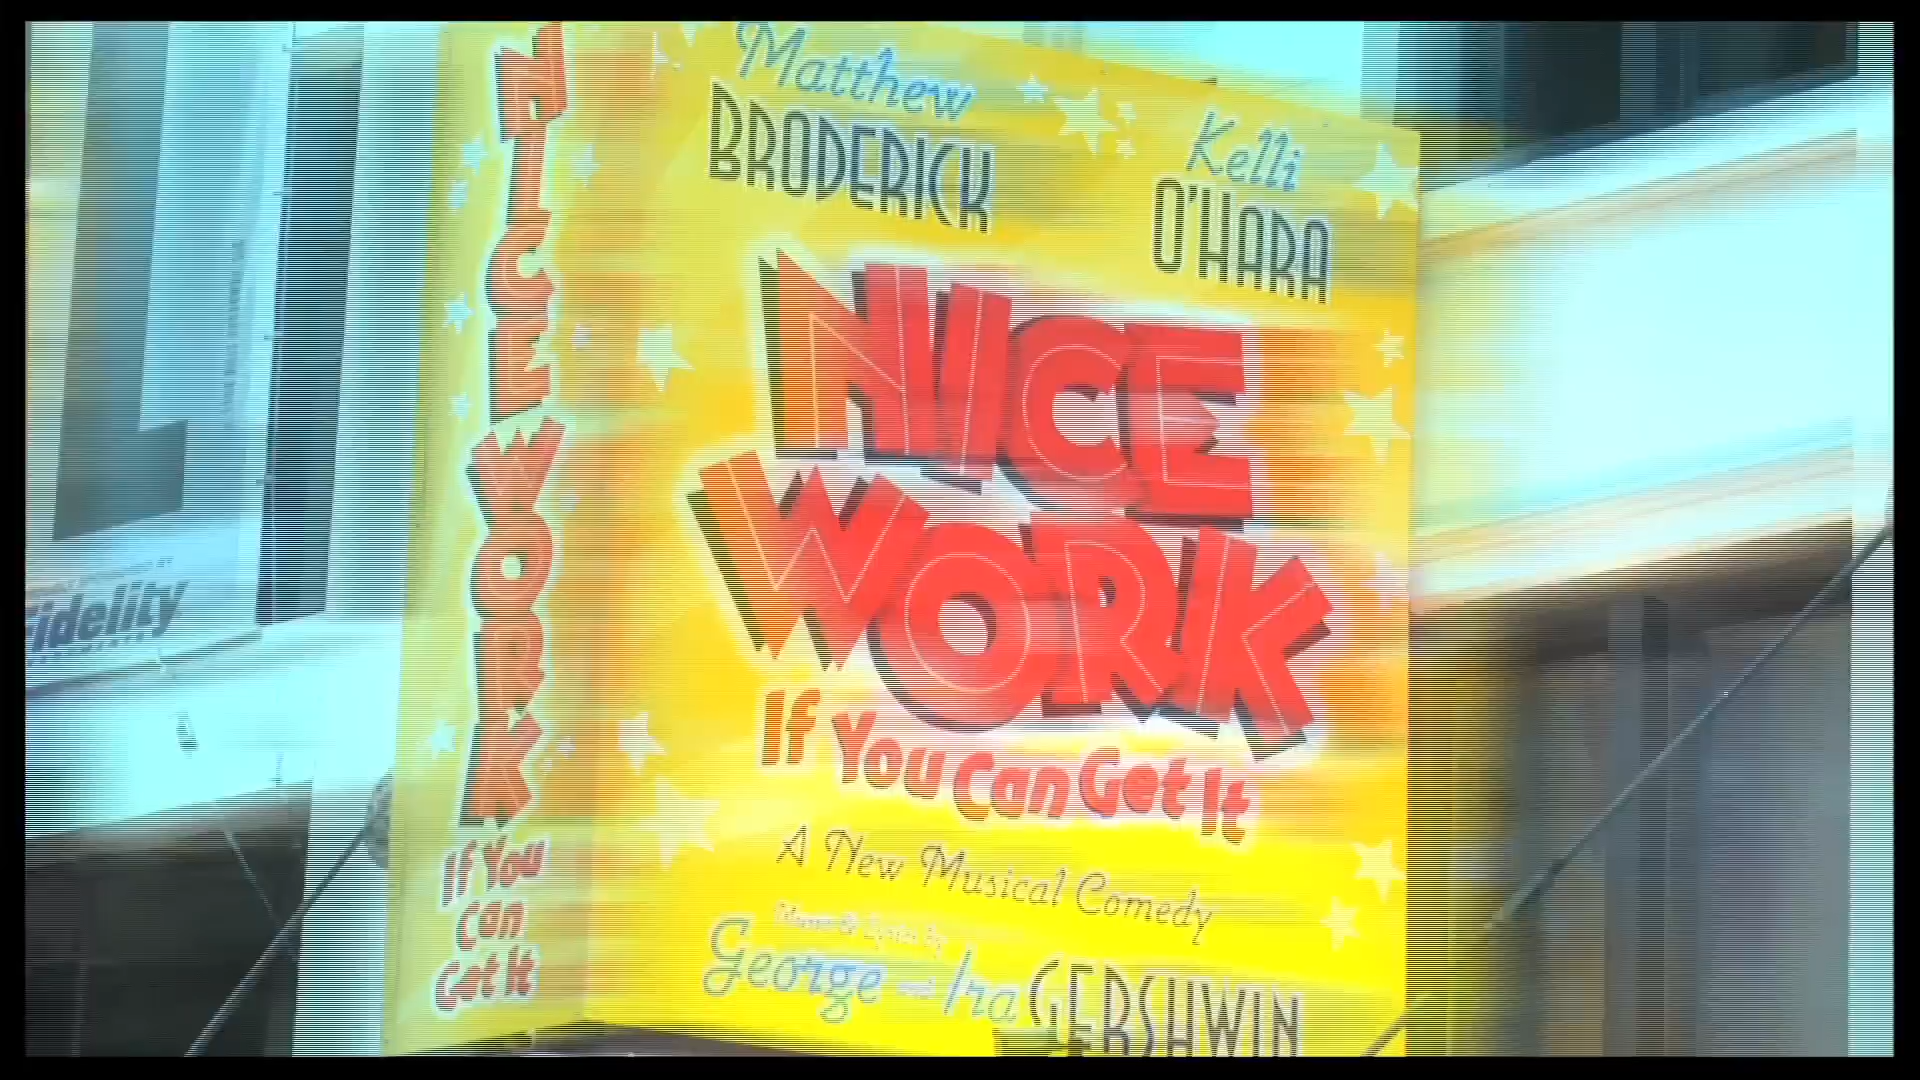 Matthew
BRODERICK
Kelli
O'HARA
NICE
WORK
If You Can Get It
A New Musical Comedy
George and Ira GERSHWIN
NICE WORK
If You
Can
Get It
Fidelity